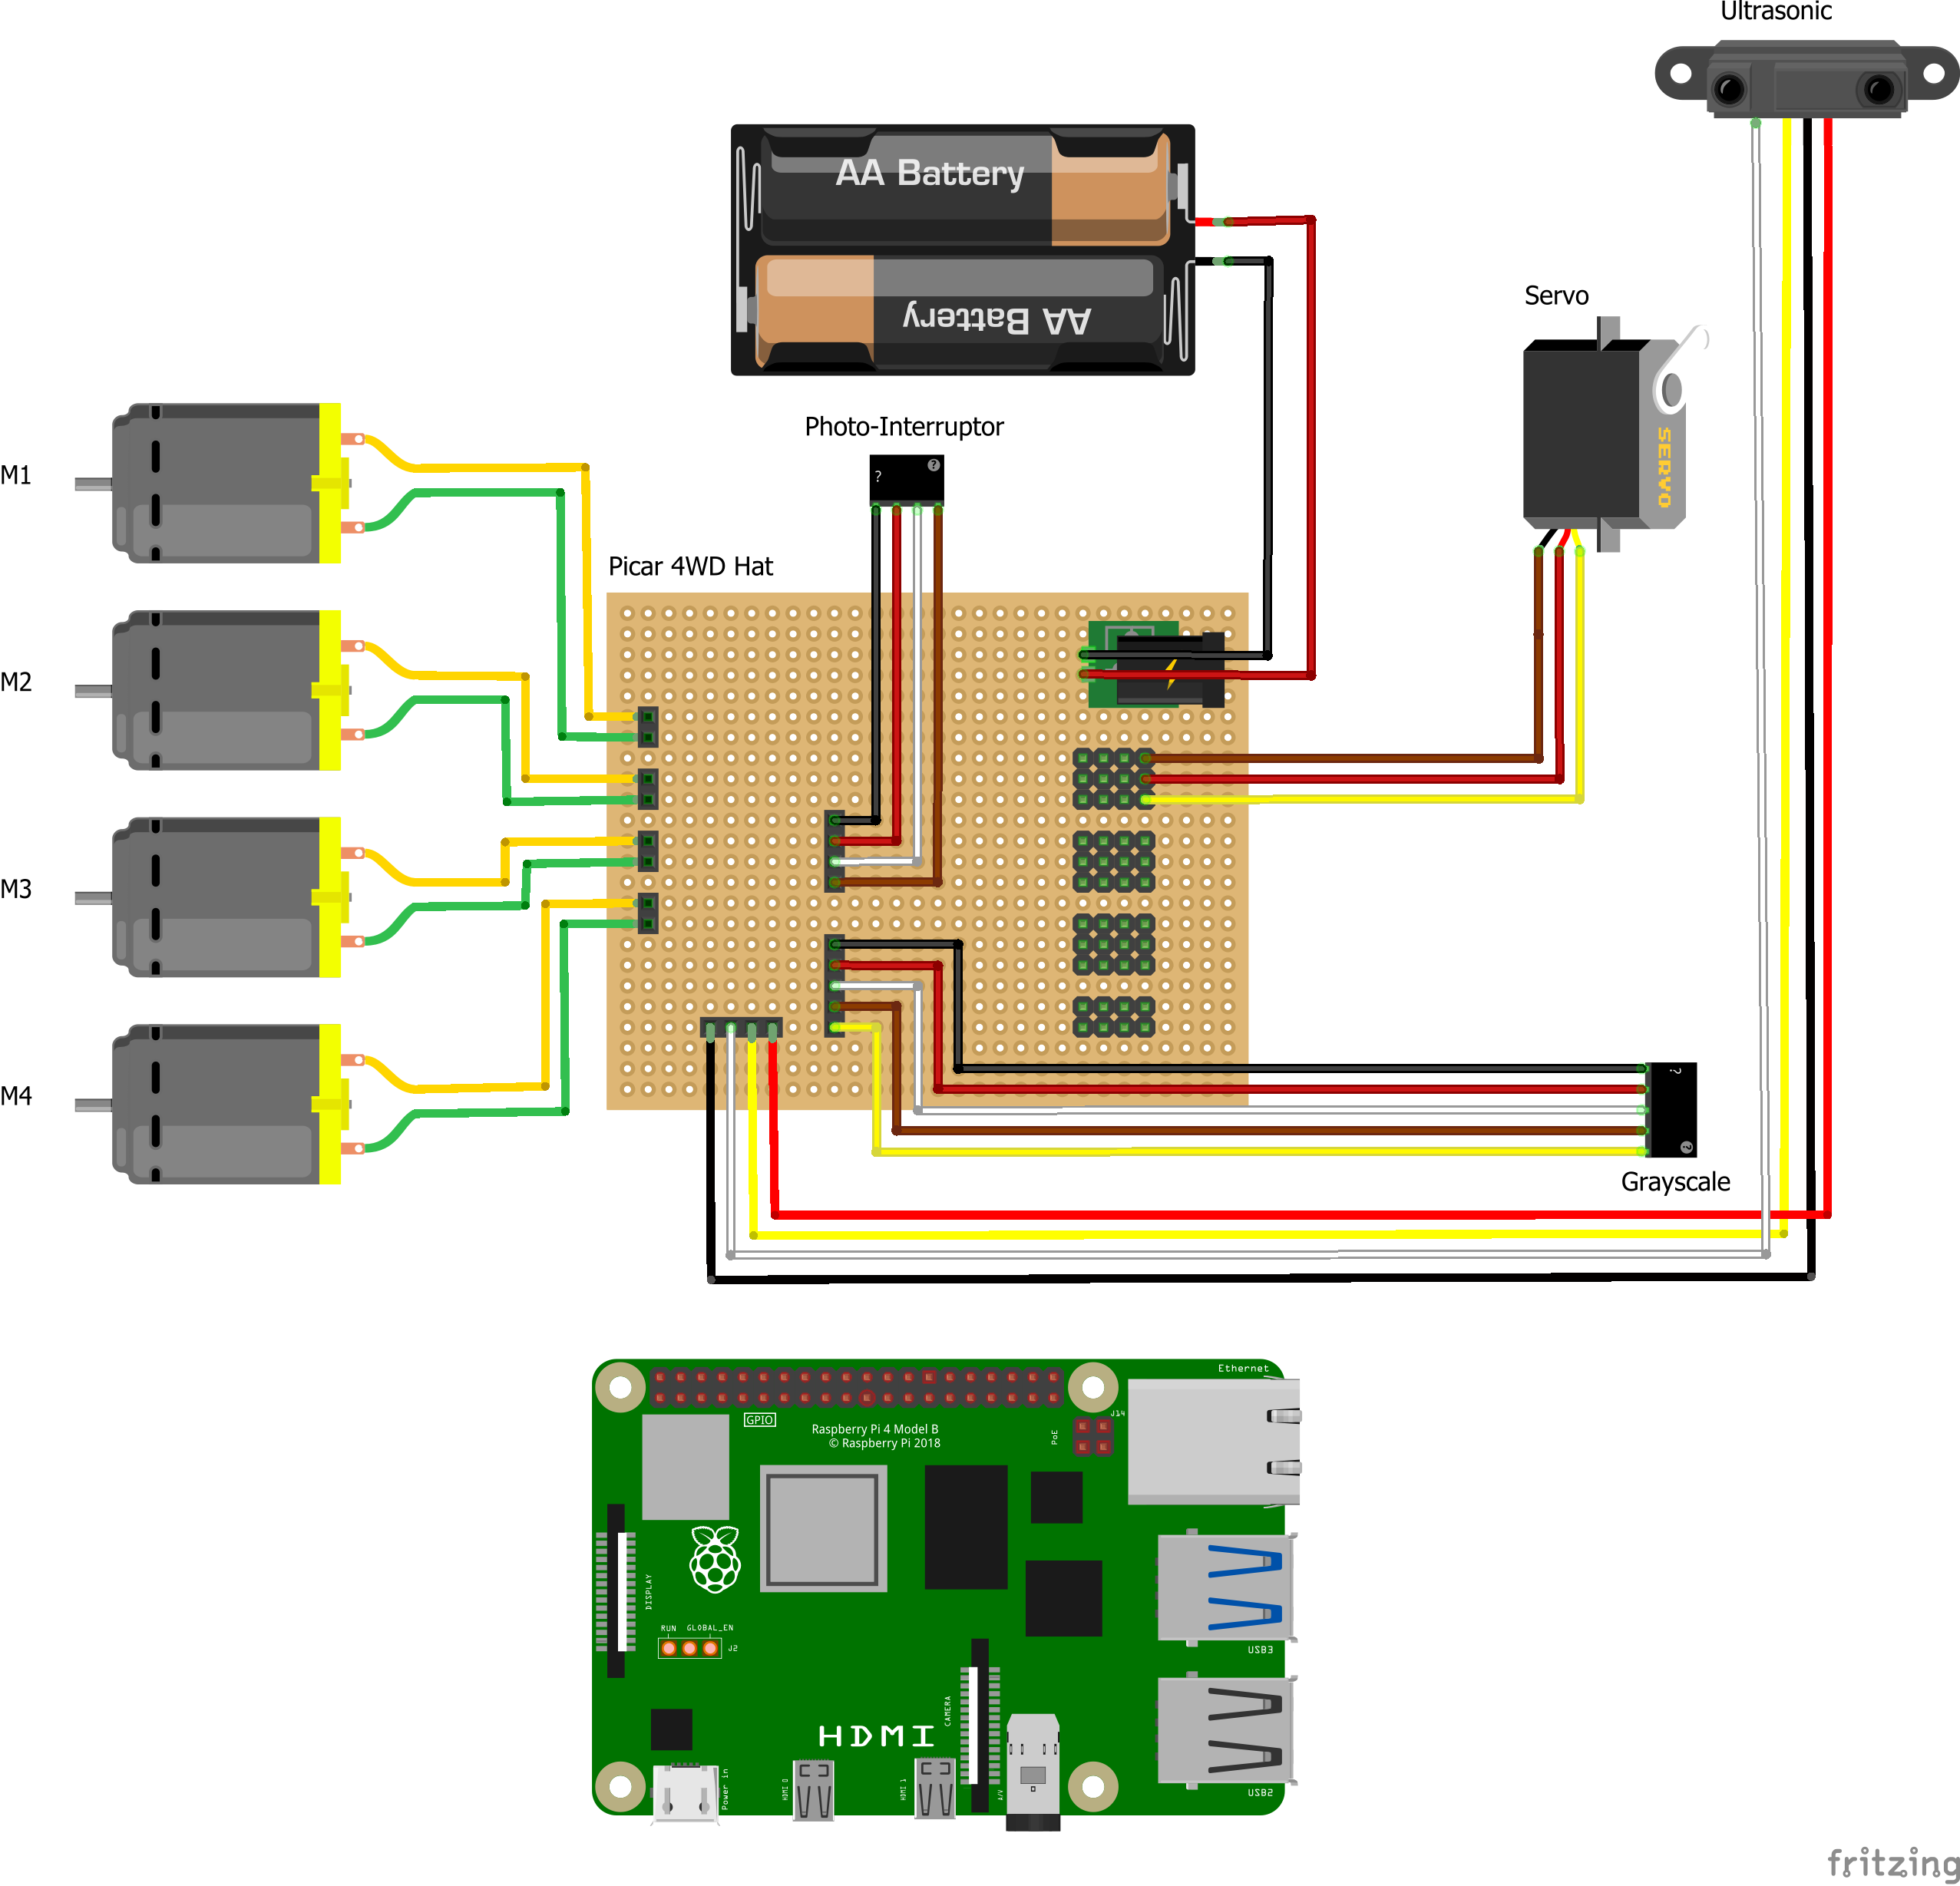 Ultrasonic
AA Battery
AA Battery
Servo
SERVO
Photo-Interruptor
?
?
M1
Picar 4WD Hat
M2
M3
M4
?
?
Grayscale
Ethernet
J14
GPIO
PoE
Raspberry Pi 4 Model B
© Raspberry Pi 2018
DISPLAY
RUN
GLOBAL_EN
J2
USB3
CAMERA
HDMI
Power in
HDMI 0
HDMI 1
A/V
USB2
fritzing